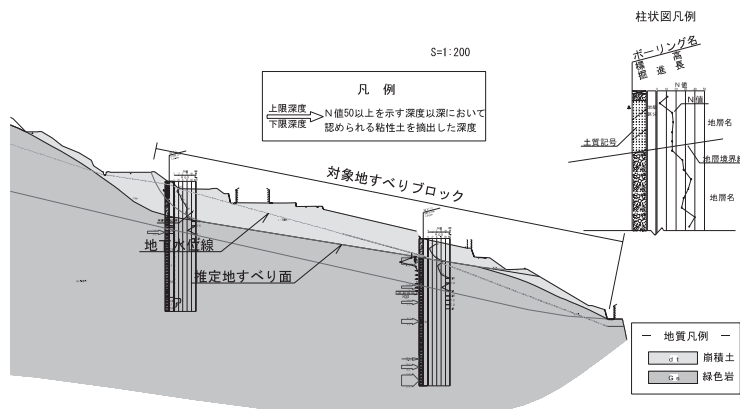 柱状図凡例
S=1:200
凡 例
上限深度
下限深度
N値50以上を示す深度以深において
認められる粘性土を摘出した深度
ボーリング名
標高
掘進長
N値
N値
地層名
土質記号
地層境界線
地層名
対象地すべりブロック
地下水位線
推定地すべり面
地質凡例
dt 崩積土
Gs 緑色岩